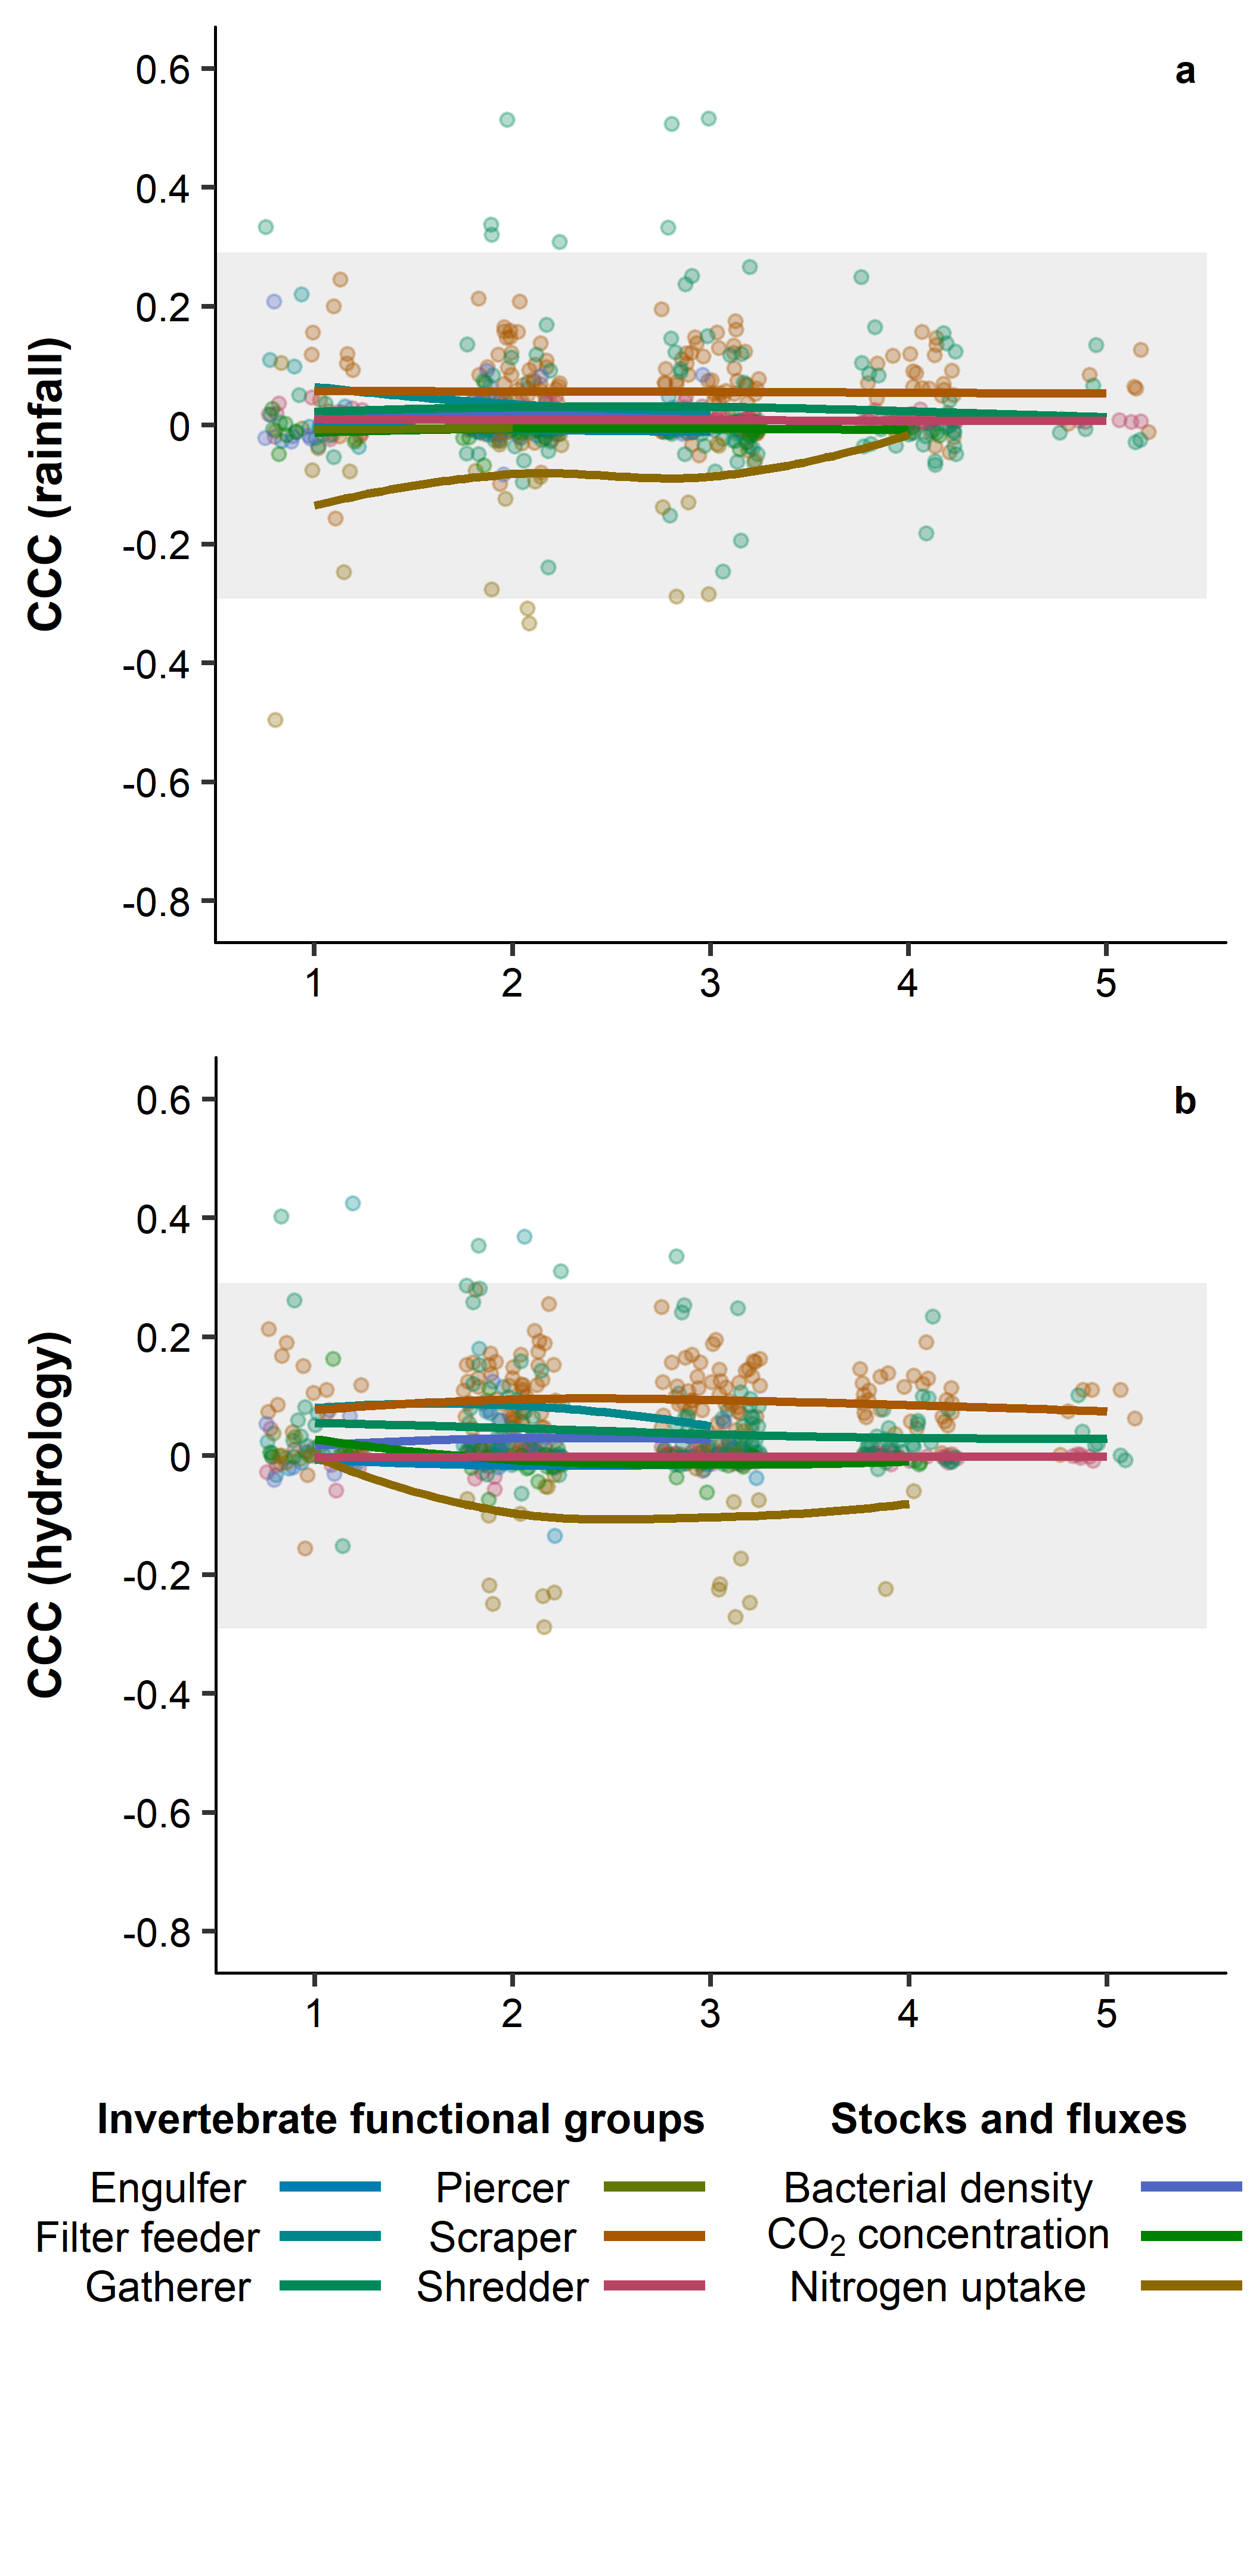 a
0.6
0.4
0.2
0
-0.2
-0.4
-0.6
-0.8
CCC (rainfall)
1 2 3 4 5
b
0.6
0.4
0.2
0
-0.2
-0.4
-0.6
-0.8
CCC (hydrology)
1 2 3 4 5
Invertebrate functional groups
Engulfer
Filter feeder
Gatherer
Piercer
Scraper
Shredder
Stocks and fluxes
Bacterial density
CO₂ concentration
Nitrogen uptake